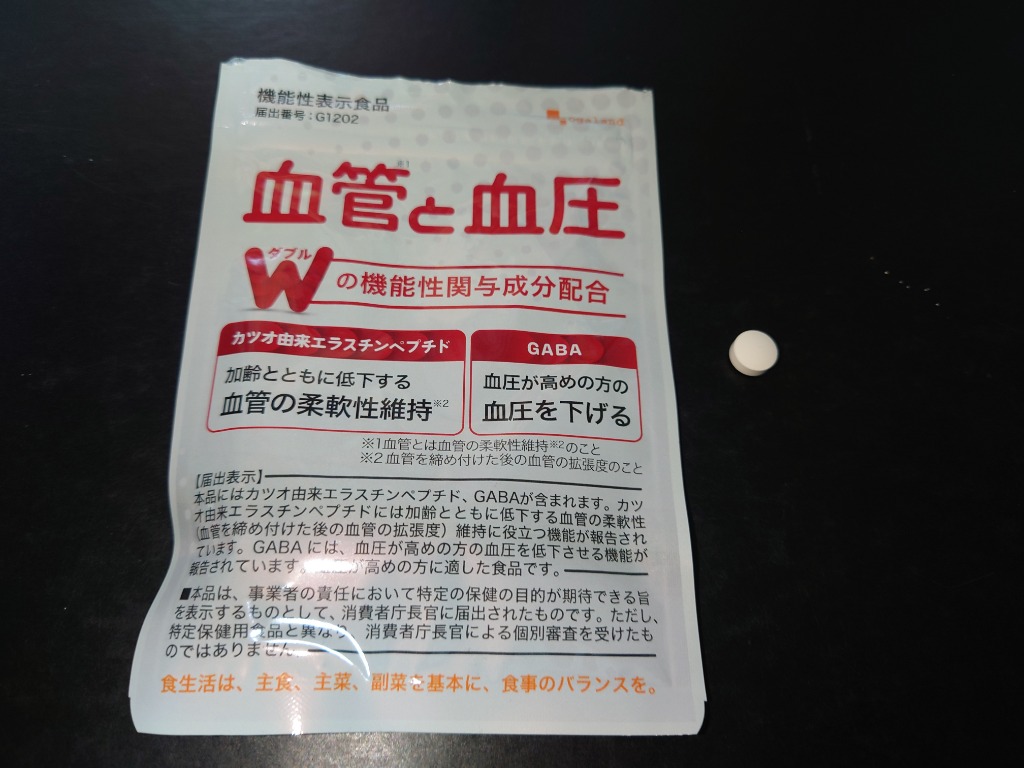 機能性表示食品
届出番号:G1202
ogaland
血管※1と血圧
ダブル
Wの機能性関与成分配合
カツオ由来エラスチンペプチド
加齢とともに低下する
血管の柔軟性維持※2
GABA
血圧が高めの方の
血圧を下げる
※1血管とは血管の柔軟性維持※2のこと
※2血管を締め付けた後の血管の拡張度のこと
【届出表示】
本品にはカツオ由来エラスチンペプチド、GABAが含まれます。カツ
オ由来エラスチンペプチドには加齢とともに低下する血管の柔軟性
(血管を締め付けた後の血管の拡張度)維持に役立つ機能が報告され
ています。GABAには、血圧が高めの方の血圧を低下させる機能が
報告されています。血圧が高めの方に適した食品です。
■本品は、事業者の責任において特定の保健の目的が期待できる旨
を表示するものとして、消費者庁長官に届出されたものです。ただし、
特定保健用食品と異なり、消費者庁長官による個別審査を受けたも
のではありません。
食生活は、主食、主菜、副菜を基本に、食事のバランスを。